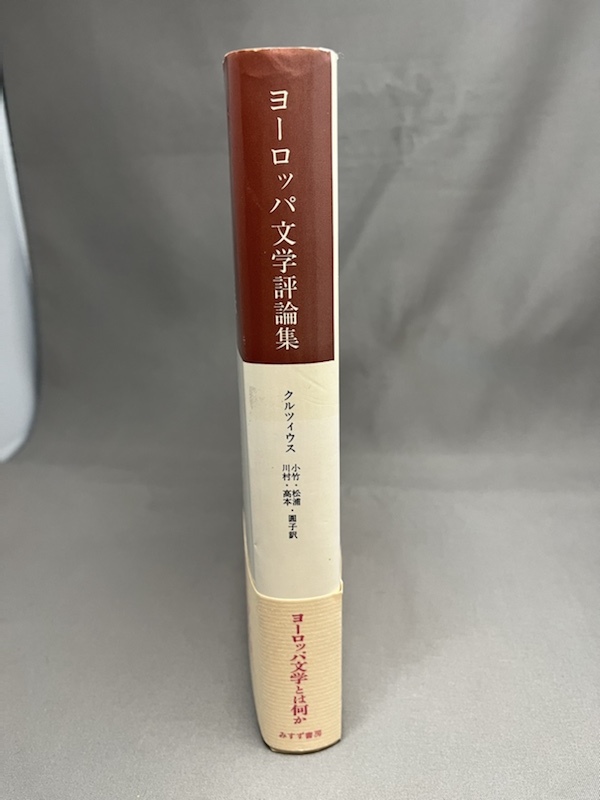 ヨーロッパ文学評論集
クルツィウス
小竹・松浦
川村・高本・圓子訳
ヨーロッパ文学とは何か
みすず書房